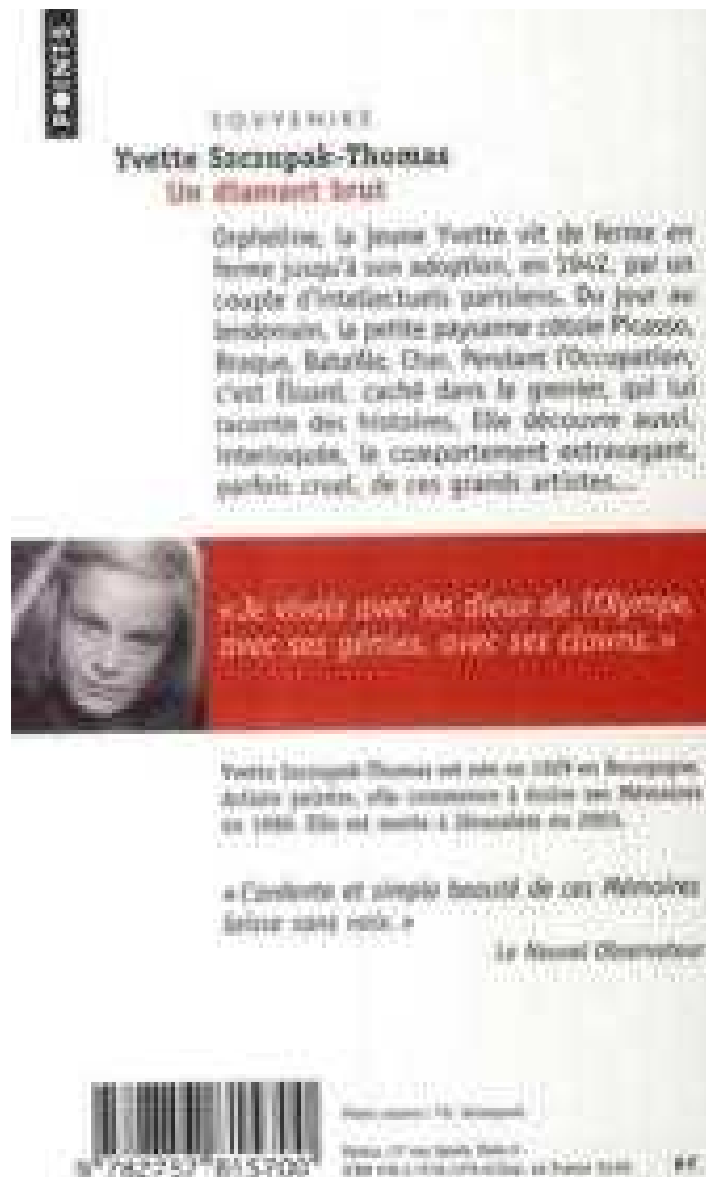 POINTS
SOUVENIRS
Yvette Szczupak-Thomas
Un diamant brut
Orpheline, la jeune Yvette vit de ferme en
ferme jusqu'à son adoption, en 1942, par un
couple d'intellectuels parisiens. Du jour au
lendemain, la petite paysanne côtoie Picasso,
Braque, Bataille, Char. Pendant l'Occupation,
c'est Éluard, caché dans le grenier, qui lui
raconte des histoires. Elle découvre aussi,
interloquée, le comportement extravagant,
parfois cruel, de ces grands artistes...
« Je vivais avec les dieux de l'Olympe,
avec ses génies, avec ses clowns. »
Yvette Szczupak-Thomas est née en 1929 en Bourgogne.
Artiste peintre, elle commence à écrire ses Mémoires
en Elle est morte à Jérusalem en 2003.
« L'ardente et simple beauté de ces Mémoires
laisse sans voix. »
Le Nouvel Observateur
9 782757 815700